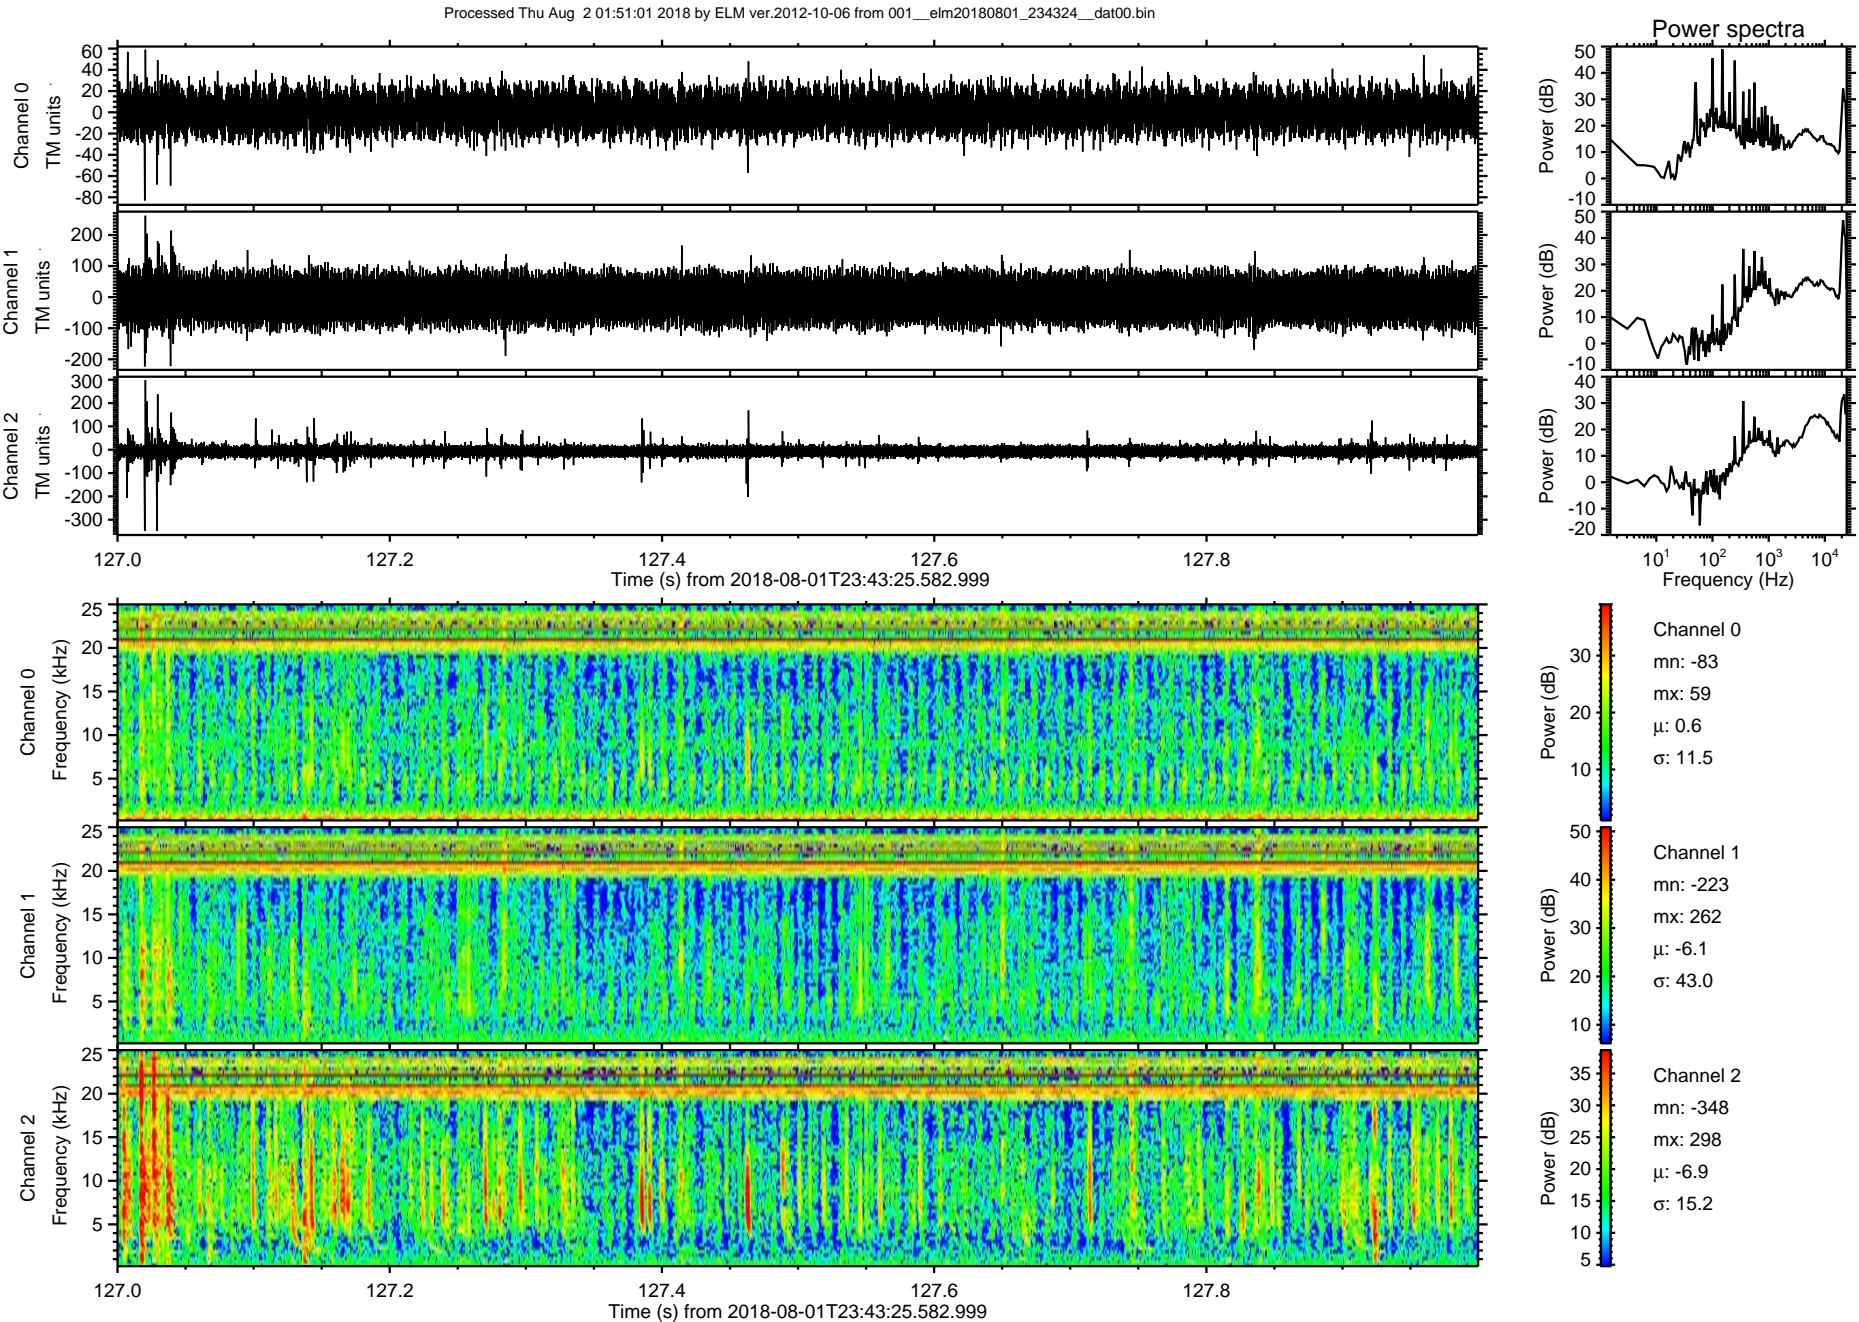 Processed Thu Aug  2 01:51:01 2018 by ELM ver.2012-10-06 from 001__elm20180801_234324__dat00.bin
Power spectra
Channel 0
TM units
60
40
20
0
-20
-40
-60
-80
Power (dB)
50
40
30
20
10
0
-10
Channel 1
TM units
200
100
0
-100
-200
Power (dB)
50
40
30
20
10
0
-10
Channel 2
TM units
300
200
100
0
-100
-200
-300
Power (dB)
40
30
20
10
0
-10
-20
127.0 127.2 127.4 127.6 127.8
Time (s) from 2018-08-01T23:43:25.582.999
10^1 10^2 10^3 10^4
Frequency (Hz)
Channel 0
Frequency (kHz)
25
20
15
10
5
Power (dB)
30
20
10
Channel 0
mn: -83
mx: 59
μ: 0.6
σ: 11.5
Channel 1
Frequency (kHz)
25
20
15
10
5
Power (dB)
50
40
30
20
10
Channel 1
mn: -223
mx: 262
μ: -6.1
σ: 43.0
Channel 2
Frequency (kHz)
25
20
15
10
5
Power (dB)
35
30
25
20
15
10
5
Channel 2
mn: -348
mx: 298
μ: -6.9
σ: 15.2
127.0 127.2 127.4 127.6 127.8
Time (s) from 2018-08-01T23:43:25.582.999